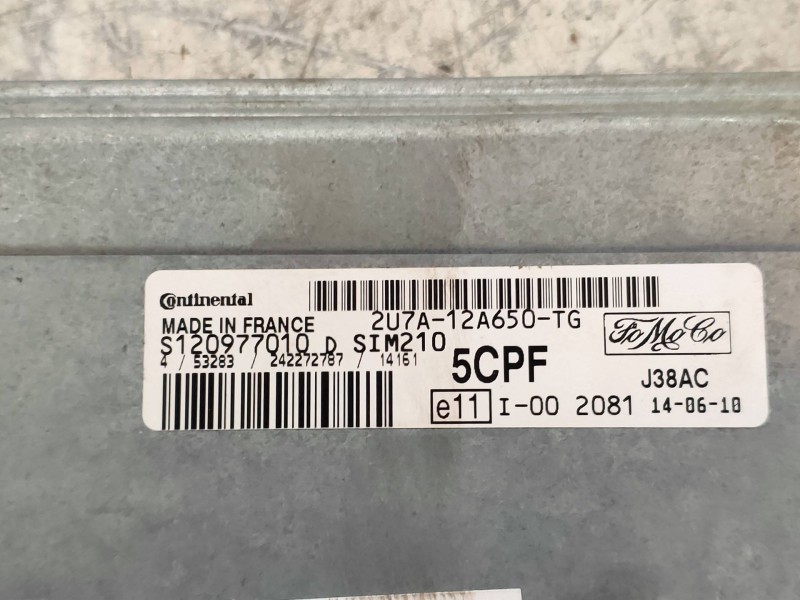 Continental
MADE IN FRANCE
2U7A-12A650-TG
FoMoCo
S120977010 D SIM210
4 / 53283 / 242272787 / 14161
5CPF
J38AC
e11 I-00 2081 14-06-10